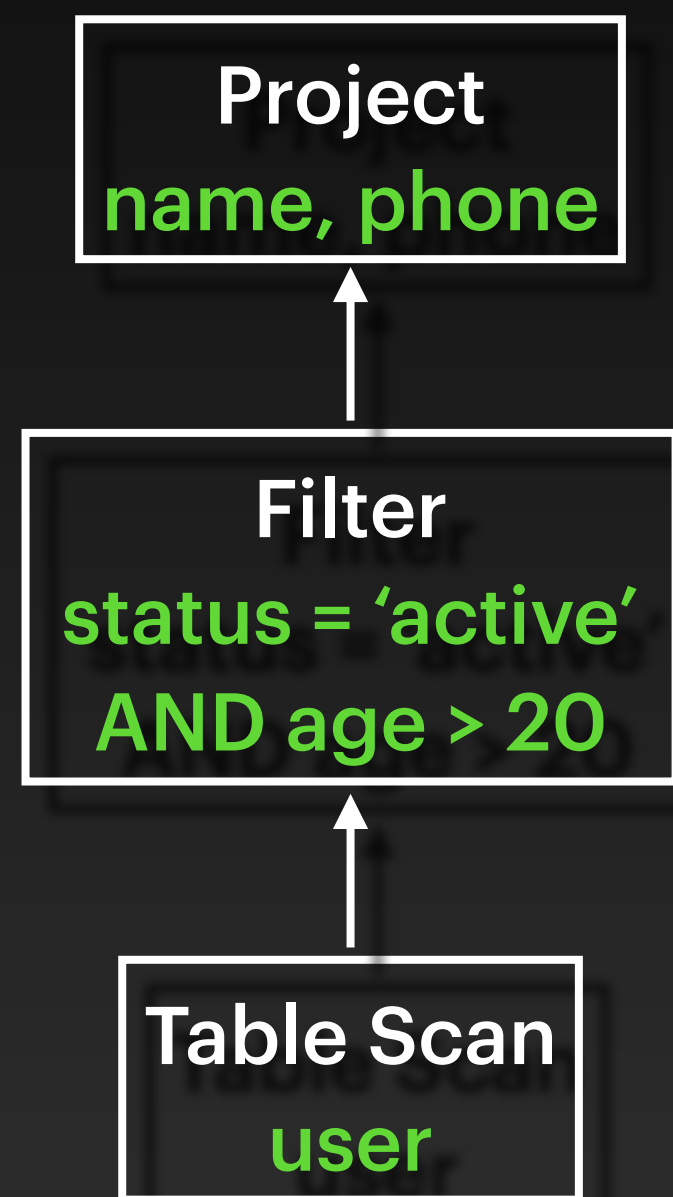 Project
name, phone
Filter
status = ‘active’
AND age > 20
Table Scan
user